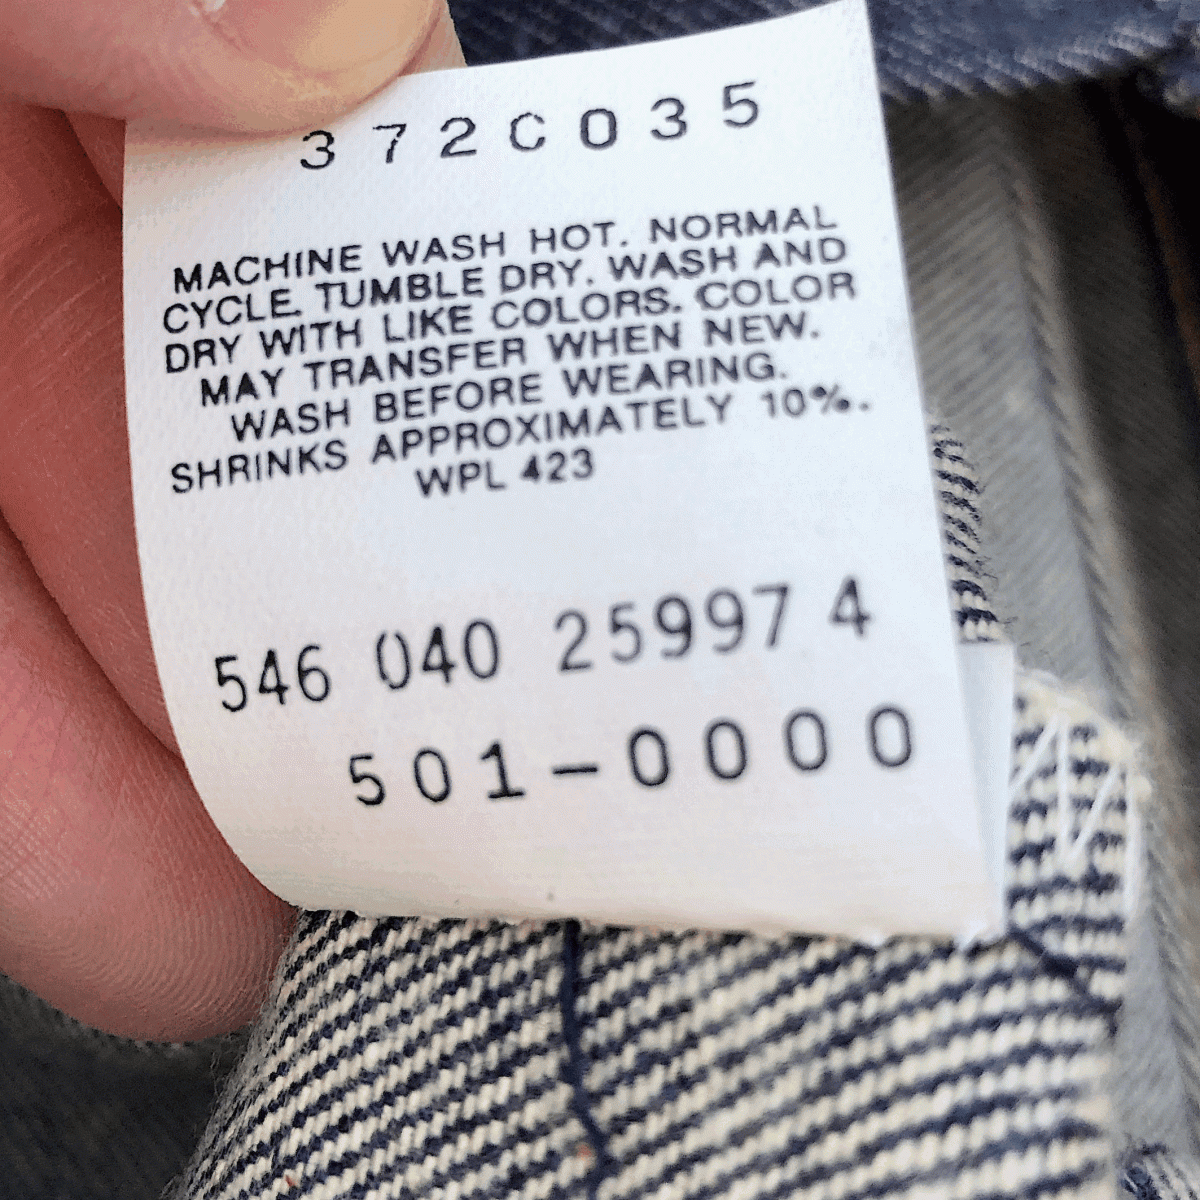 372C035
MACHINE WASH HOT. NORMAL
CYCLE. TUMBLE DRY. WASH AND
DRY WITH LIKE COLORS. COLOR
MAY TRANSFER WHEN NEW.
WASH BEFORE WEARING.
SHRINKS APPROXIMATELY 10%.
WPL 423
546 040 25997 4
501-0000